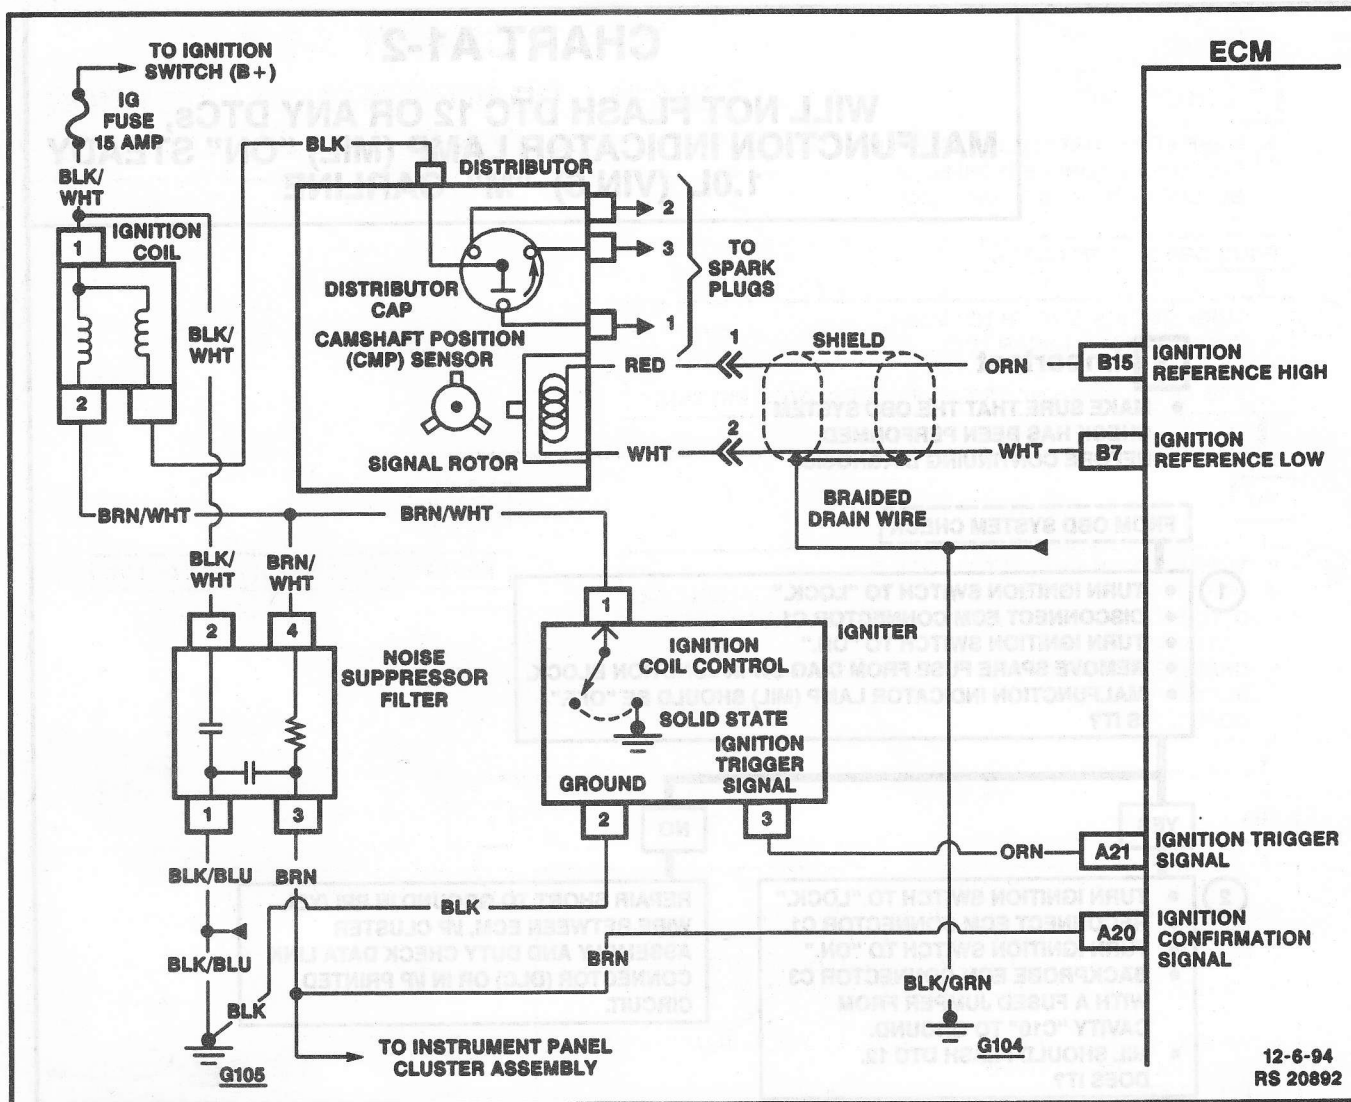 ECM
TO IGNITION
SWITCH (B+)
IG
FUSE
15 AMP
BLK/
WHT
BLK
DISTRIBUTOR
2
3
1
TO
SPARK
PLUGS
1
IGNITION
COIL
2
BLK/
WHT
DISTRIBUTOR
CAP
CAMSHAFT POSITION
(CMP) SENSOR
SIGNAL ROTOR
RED
1
SHIELD
ORN
B15
IGNITION
REFERENCE HIGH
WHT
2
WHT
B7
IGNITION
REFERENCE LOW
BRAIDED
DRAIN WIRE
BRN/WHT
BRN/WHT
BLK/
WHT
BRN/
WHT
2
4
NOISE
SUPPRESSOR
FILTER
1
3
1
IGNITER
IGNITION
COIL CONTROL
SOLID STATE
IGNITION
TRIGGER
SIGNAL
GROUND
2
3
ORN
A21
IGNITION TRIGGER
SIGNAL
BLK/BLU
BRN
BLK
A20
IGNITION
CONFIRMATION
SIGNAL
BLK/BLU
BRN
BLK/GRN
BLK
G105
TO INSTRUMENT PANEL
CLUSTER ASSEMBLY
G104
12-6-94
RS 20892